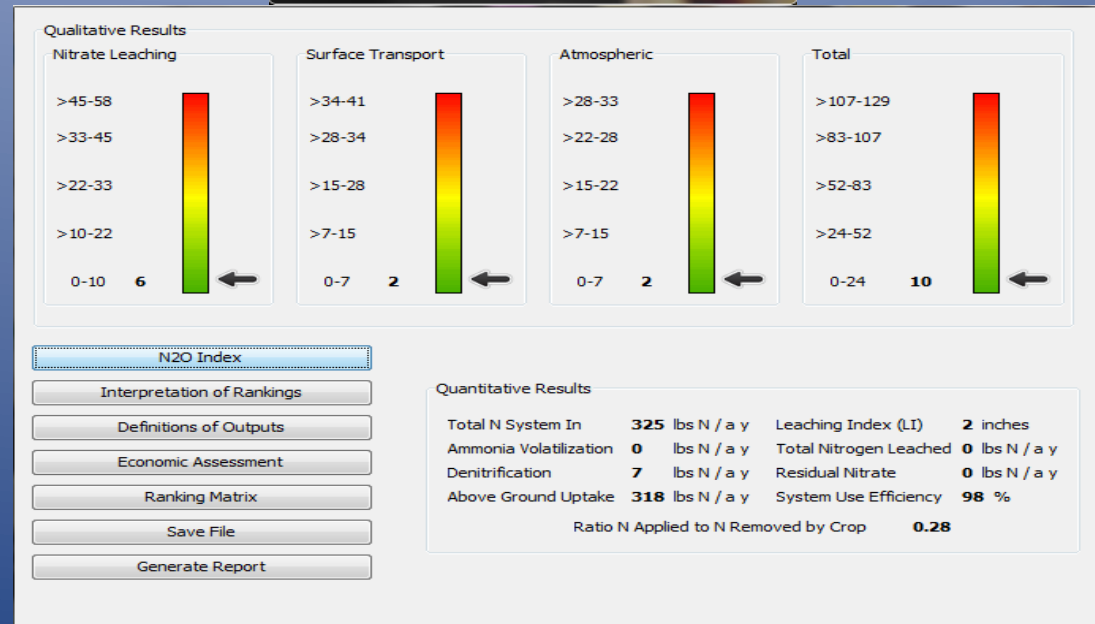 Qualitative Results
Nitrate Leaching
>45-58
>33-45
>22-33
>10-22
0-10 6
Surface Transport
>34-41
>28-34
>15-28
>7-15
0-7 2
Atmospheric
>28-33
>22-28
>15-22
>7-15
0-7 2
Total
>107-129
>83-107
>52-83
>24-52
0-24 10
N2O Index
Interpretation of Rankings
Definitions of Outputs
Economic Assessment
Ranking Matrix
Save File
Generate Report
Quantitative Results
Total N System In 325 lbs N / a y Leaching Index (LI) 2 inches
Ammonia Volatilization 0 lbs N / a y Total Nitrogen Leached 0 lbs N / a y
Denitrification 7 lbs N / a y Residual Nitrate 0 lbs N / a y
Above Ground Uptake 318 lbs N / a y System Use Efficiency 98 %
Ratio N Applied to N Removed by Crop 0.28